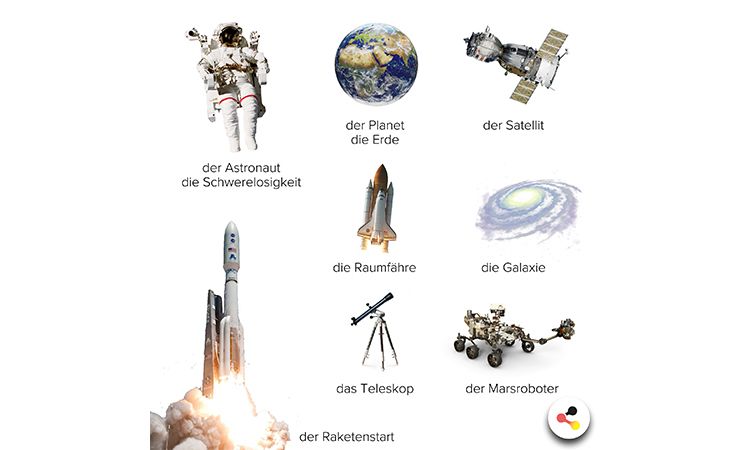 der Planet
die Erde
der Satellit
der Astronaut
die Schwerelosigkeit
die Raumfähre
die Galaxie
das Teleskop
der Marsroboter
der Raketenstart